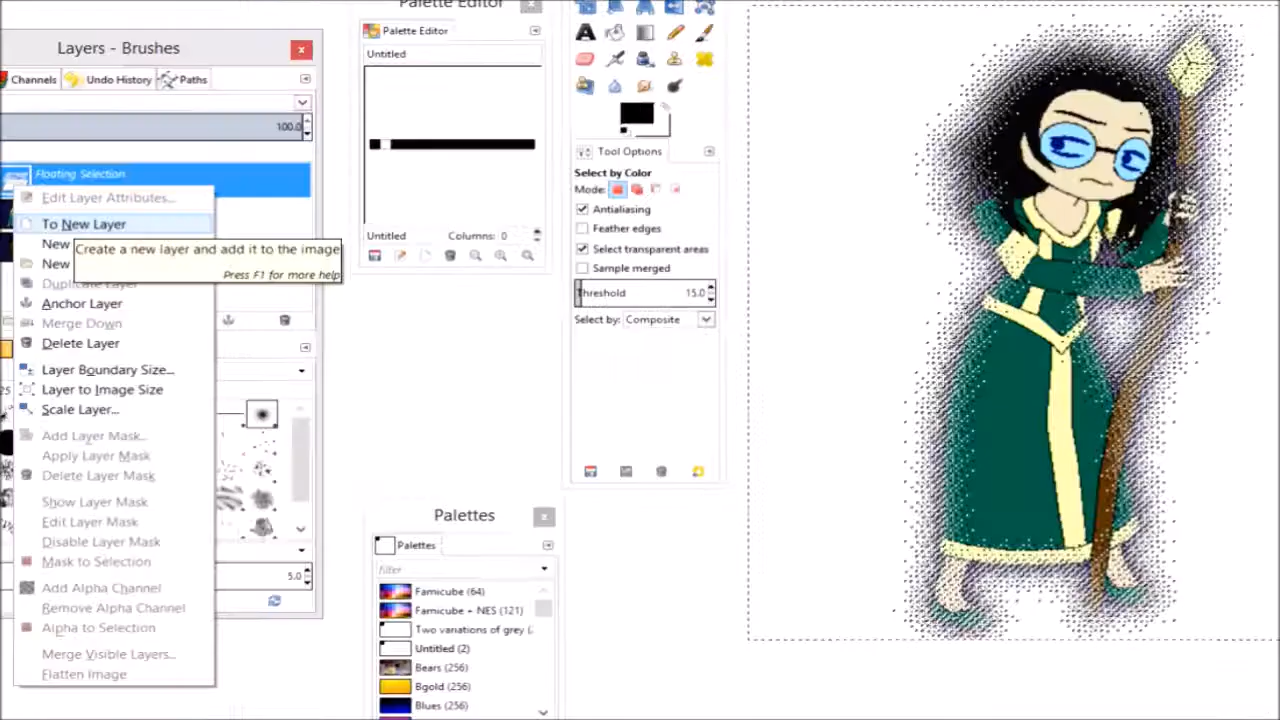 Layers - Brushes
Channels
Undo History
Paths
100.0
Floating Selection
Edit Layer Attributes...
To New Layer
New
New
Create a new layer and add it to the image
Press F1 for more help
Duplicate Layer
Anchor Layer
Merge Down
Delete Layer
Layer Boundary Size...
Layer to Image Size
Scale Layer...
Add Layer Mask...
Apply Layer Mask
Delete Layer Mask
Show Layer Mask
Edit Layer Mask
Disable Layer Mask
Mask to Selection
Add Alpha Channel
Remove Alpha Channel
Alpha to Selection
Merge Visible Layers...
Flatten Image
5.0
Palette Editor
Palette Editor
Untitled
Untitled
Columns: 0
Tool Options
Select by Color
Mode:
Antialiasing
Feather edges
Select transparent areas
Sample merged
Threshold 15.0
Select by: Composite
Palettes
Palettes
filter
Famicube (64)
Famicube + NES (121)
Two variations of grey (
Untitled (2)
Bears (256)
Bgold (256)
Blues (256)